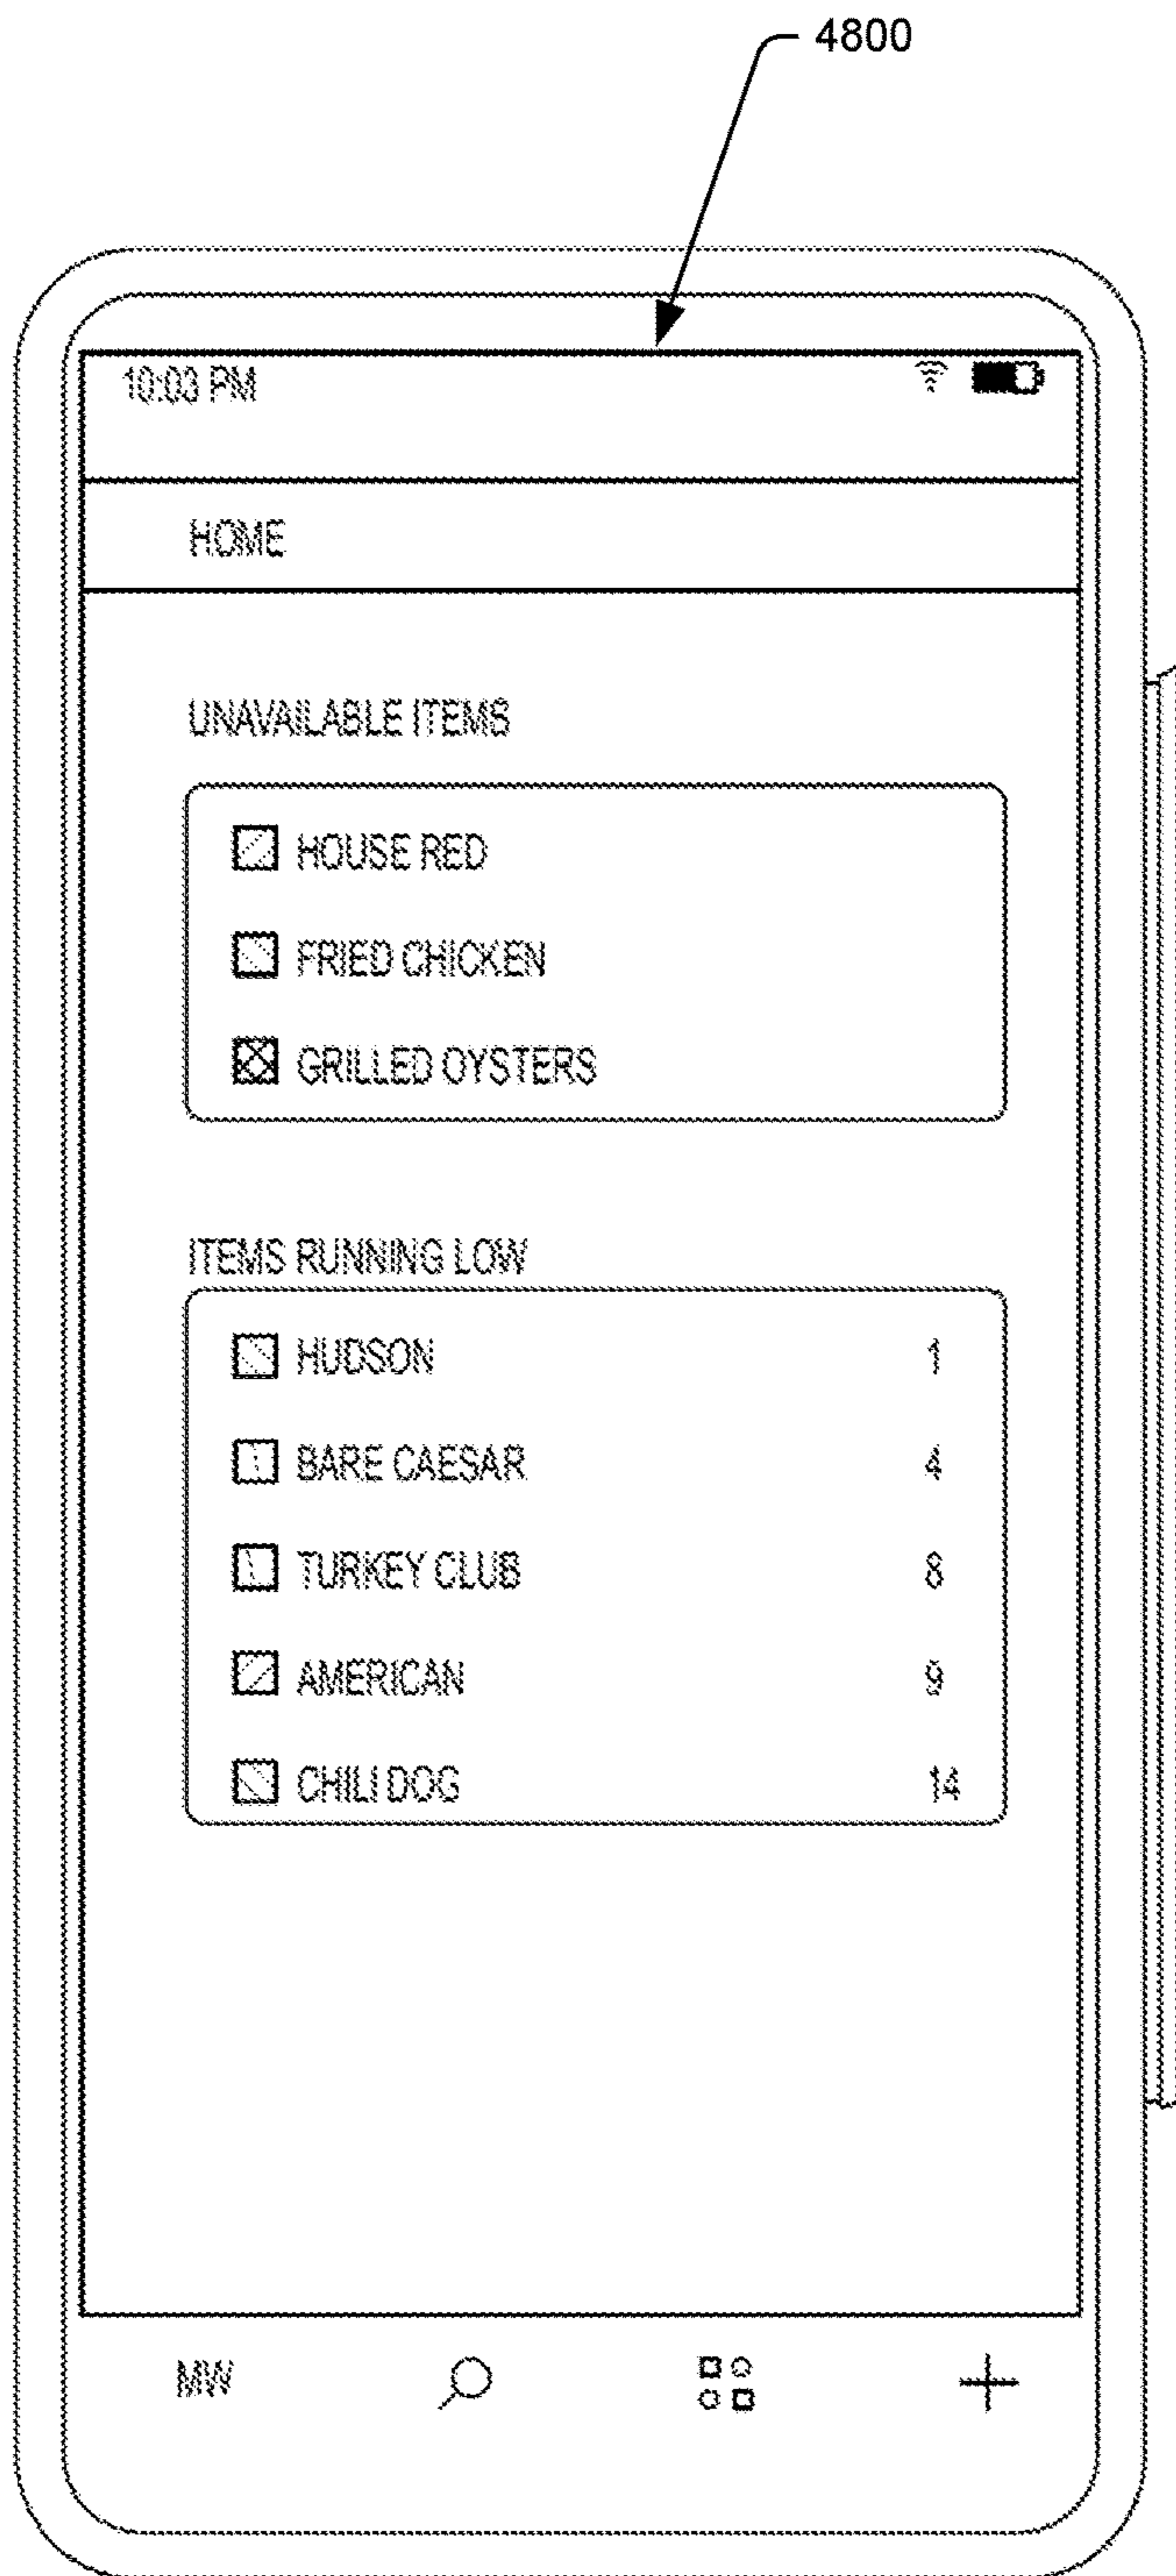 4800
10:03 PM
HOME
UNAVAILABLE ITEMS
HOUSE RED
FRIED CHICKEN
GRILLED OYSTERS
ITEMS RUNNING LOW
HUDSON 1
BARE CAESAR 4
TURKEY CLUB 8
AMERICAN 9
CHILI DOG 14
MW